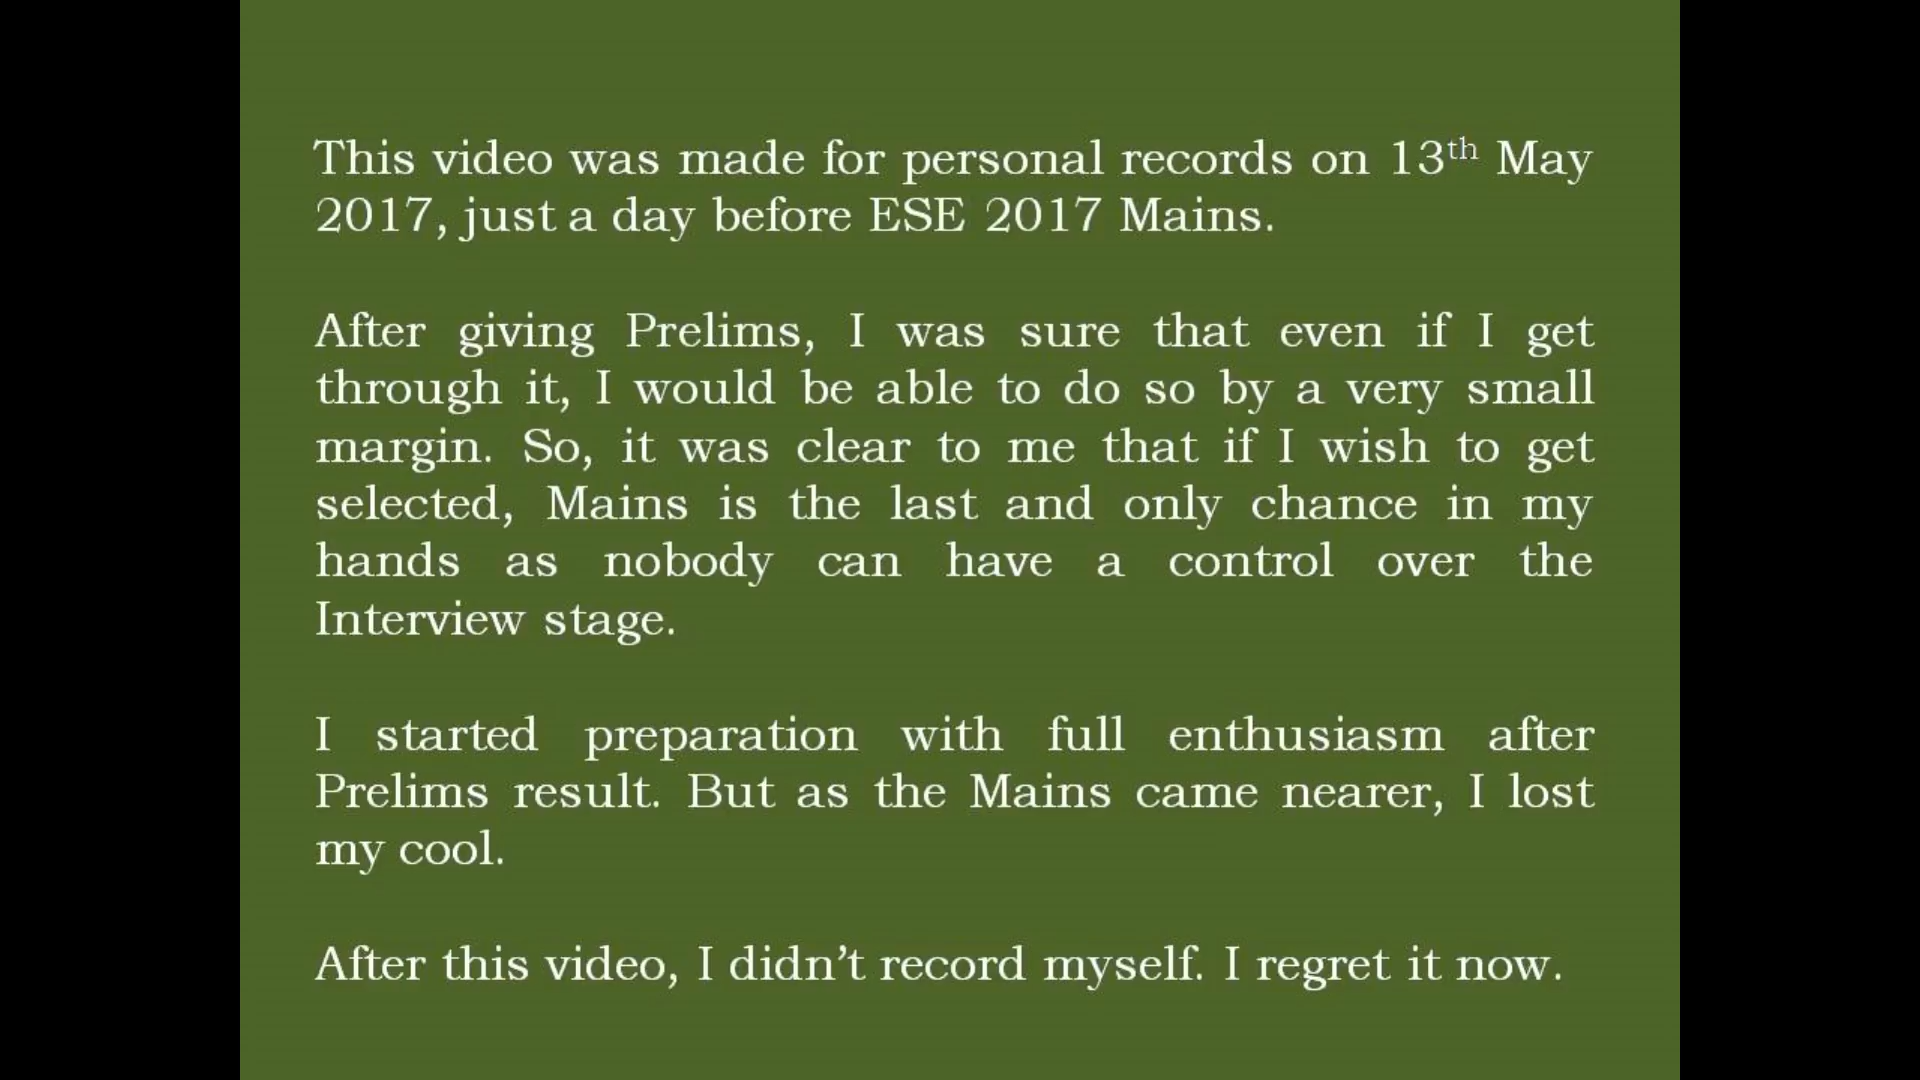 This video was made for personal records on 13th May
2017, just a day before ESE 2017 Mains.
After giving Prelims, I was sure that even if I get
through it, I would be able to do so by a very small
margin. So, it was clear to me that if I wish to get
selected, Mains is the last and only chance in my
hands as nobody can have a control over the
Interview stage.
I started preparation with full enthusiasm after
Prelims result. But as the Mains came nearer, I lost
my cool.
After this video, I didn’t record myself. I regret it now.